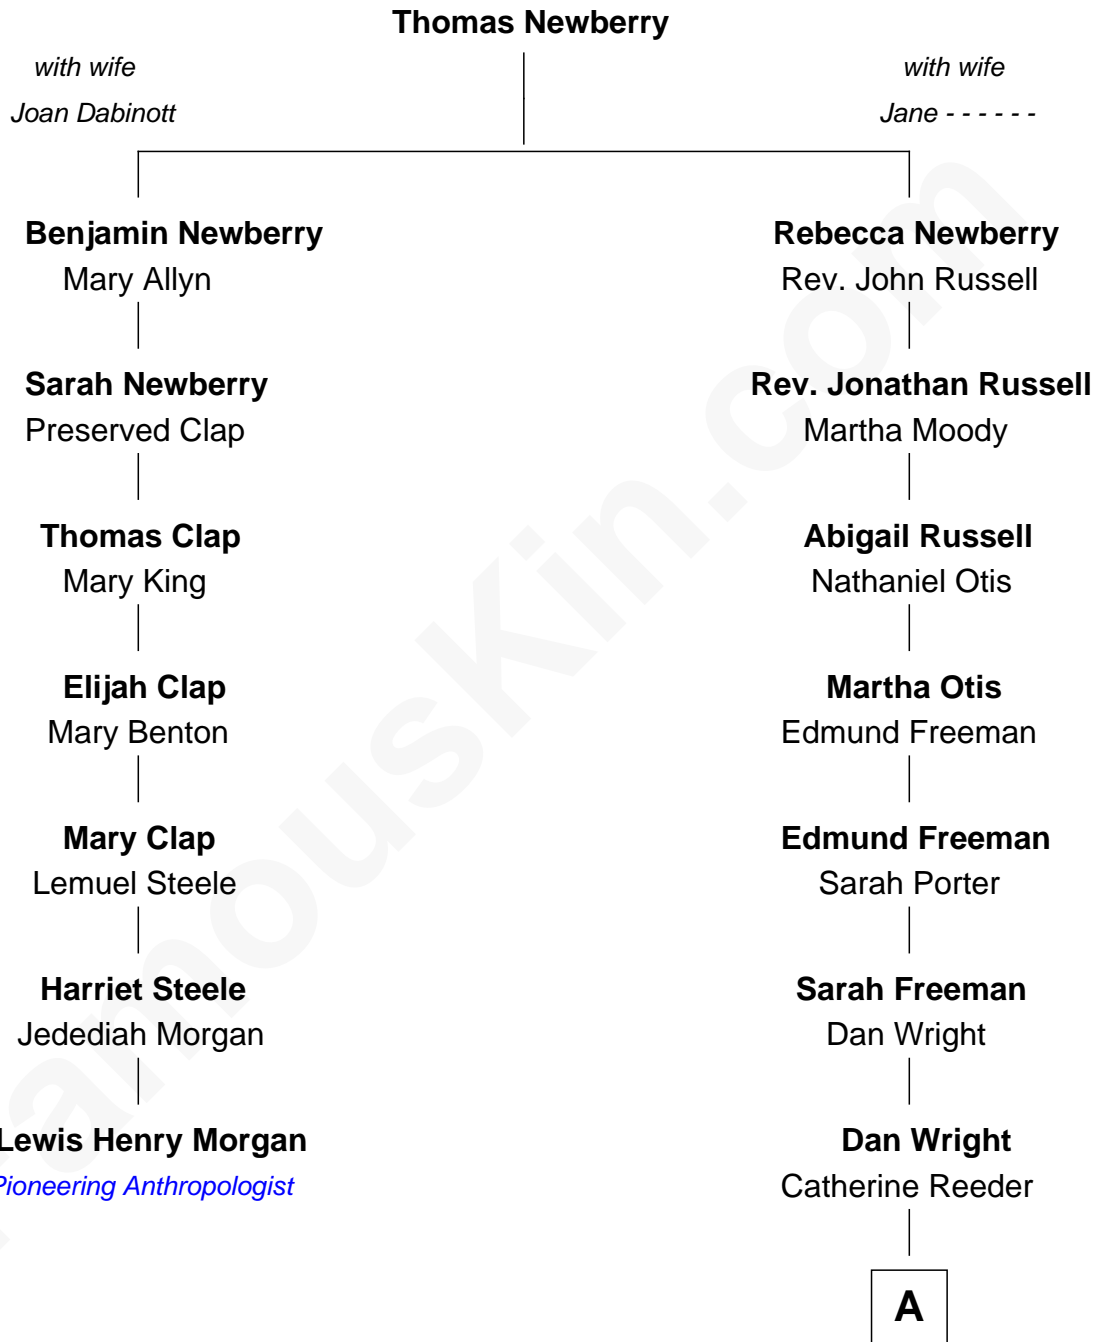 Thomas Newberry
with wife
Joan Dabinott
with wife
Jane - - - - - -
Benjamin Newberry
Mary Allyn
Rebecca Newberry
Rev. John Russell
Sarah Newberry
Preserved Clap
Rev. Jonathan Russell
Martha Moody
Thomas Clap
Mary King
Abigail Russell
Nathaniel Otis
Elijah Clap
Mary Benton
Martha Otis
Edmund Freeman
Mary Clap
Lemuel Steele
Edmund Freeman
Sarah Porter
Harriet Steele
Jedediah Morgan
Sarah Freeman
Dan Wright
Lewis Henry Morgan
Pioneering Anthropologist
Dan Wright
Catherine Reeder
A
FamousKin.com